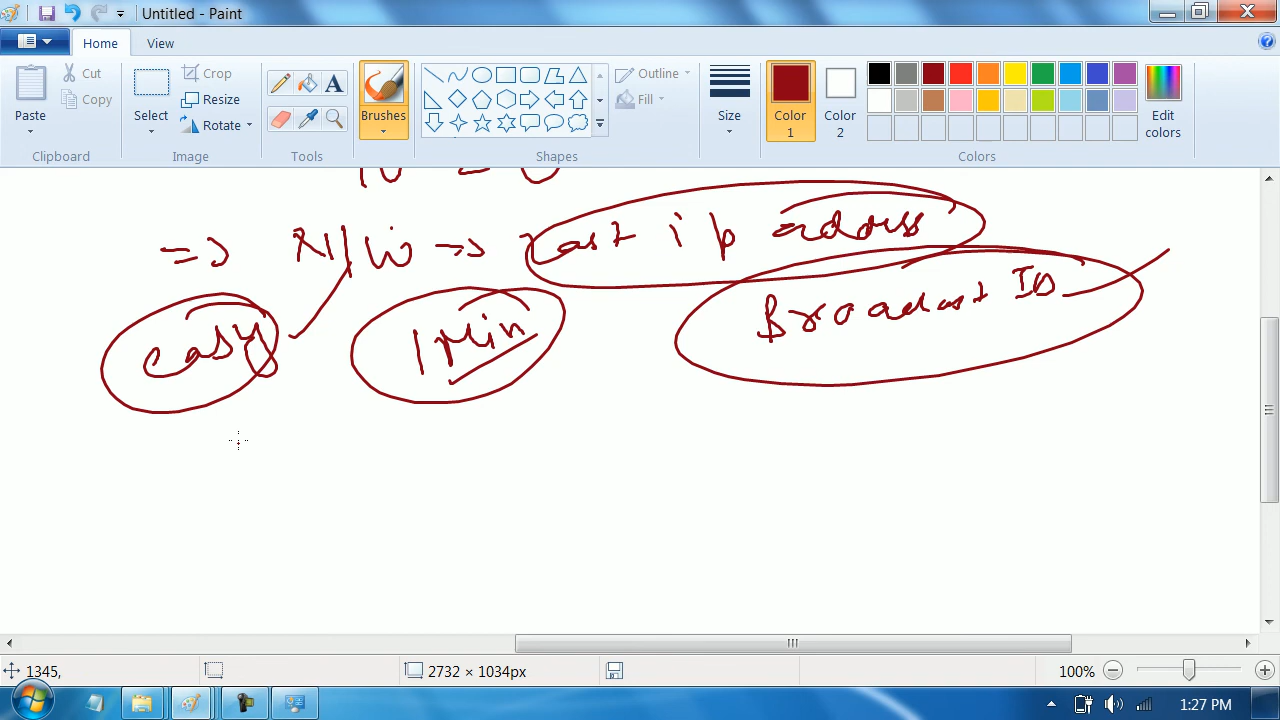 Untitled - Paint
Home View
Paste
Cut
Copy
Clipboard
Select
Crop
Resize
Rotate
Image
Tools
Brushes
Outline
Fill
Shapes
Size
Color 1
Color 2
Edit colors
Colors
=> N/W => Last ip address
easy 1 Min Broadcast ID
1345,
2732 × 1034px
100%
1:27 PM